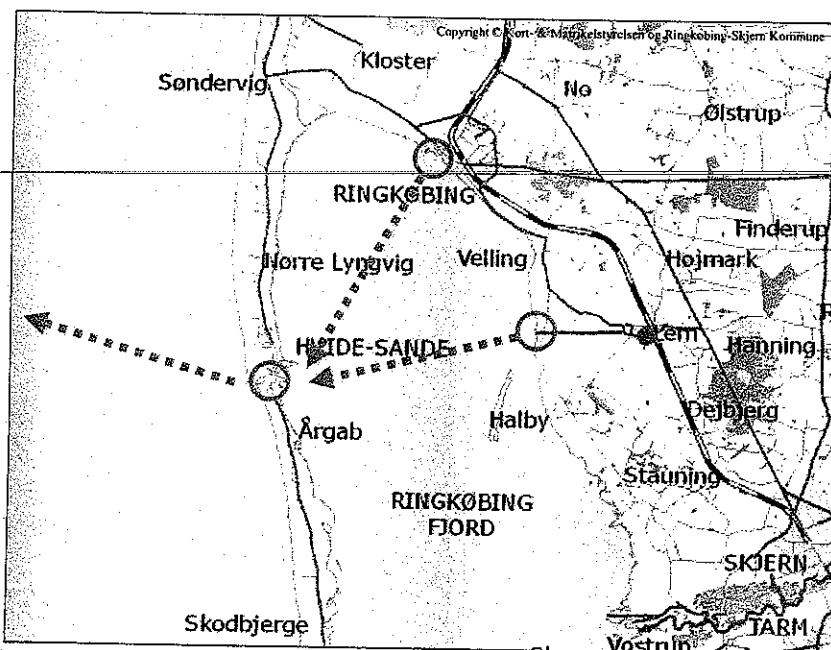 Copyright © Kort- & Matrikelstyrelsen og Ringkøbing-Skjern Kommune
Kloster
Søndervig
No
Ølstrup
RINGKØBING
Finderup
Nørre Lyngvig
Velling
Højmark
HVIDE-SANDE
Lem
Hanning
Halby
Dejbjerg
Årgab
Stauning
RINGKØBING
FJORD
SKJERN
Skodbjerge
TARM
Vostrup